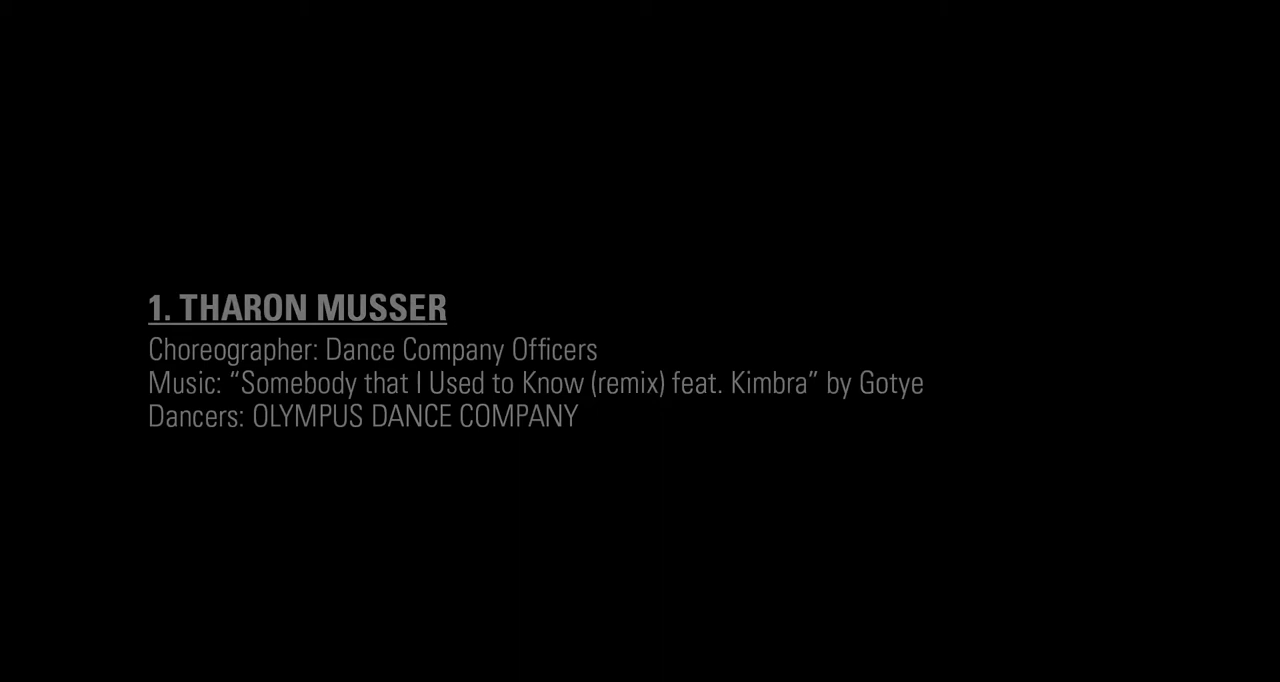 1. THARON MUSSER
Choreographer: Dance Company Officers
Music: “Somebody that I Used to Know (remix) feat. Kimbra” by Gotye
Dancers: OLYMPUS DANCE COMPANY